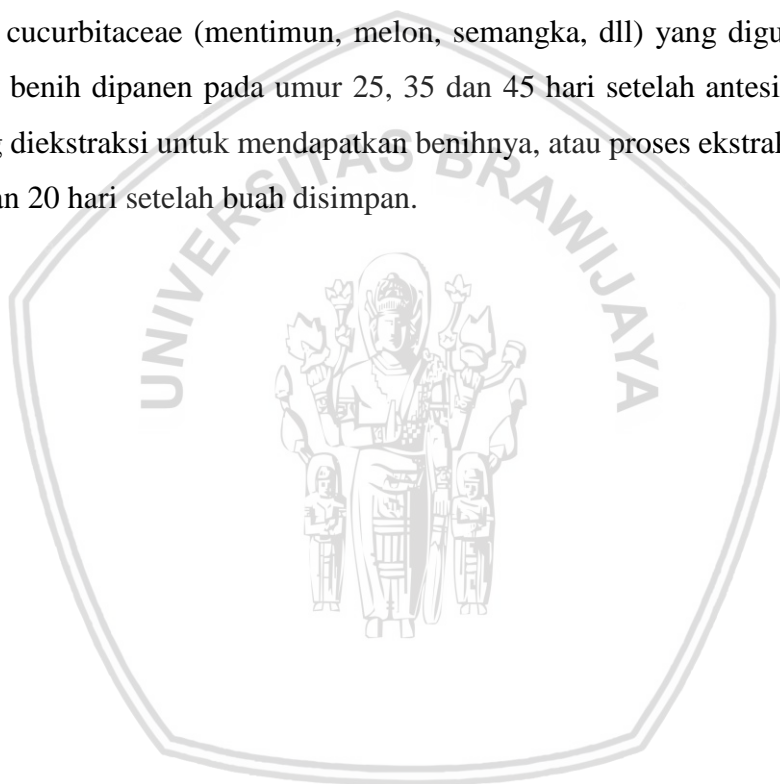 cucurbitaceae (mentimun, melon, semangka, dll) yang digu
benih dipanen pada umur 25, 35 dan 45 hari setelah antesi
diekstraksi untuk mendapatkan benihnya, atau proses ekstrak
an 20 hari setelah buah disimpan.
UNIVERSITAS BRAWIJAYA